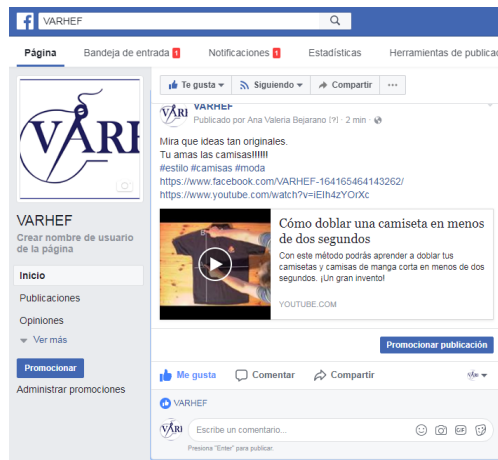 VARHEF
Página Bandeja de entrada 1 Notificaciones 1 Estadísticas Herramientas de publicac
Te gusta Siguiendo Compartir ...
VARHEF
Publicado por Ana Valeria Bejarano [?] · 2 min ·
Mira que ideas tan originales.
Tu amas las camisas!!!!!!
#estilo #camisas #moda
https://www.facebook.com/VARHEF-164165464143262/
https://www.youtube.com/watch?v=iEIh4zYOrXc
Cómo doblar una camiseta en menos
de dos segundos
Con este método podrás aprender a doblar tus
camisetas y camisas de manga corta en menos de dos
segundos. ¡Un gran invento!
YOUTUBE.COM
Promocionar publicación
Me gusta Comentar Compartir
VARHEF
VARI Escribe un comentario...
GIF
Presiona "Enter" para publicar.
VARI
VARHEF
Crear nombre de usuario
de la página
Inicio
Publicaciones
Opiniones
Ver más
Promocionar
Administrar promociones